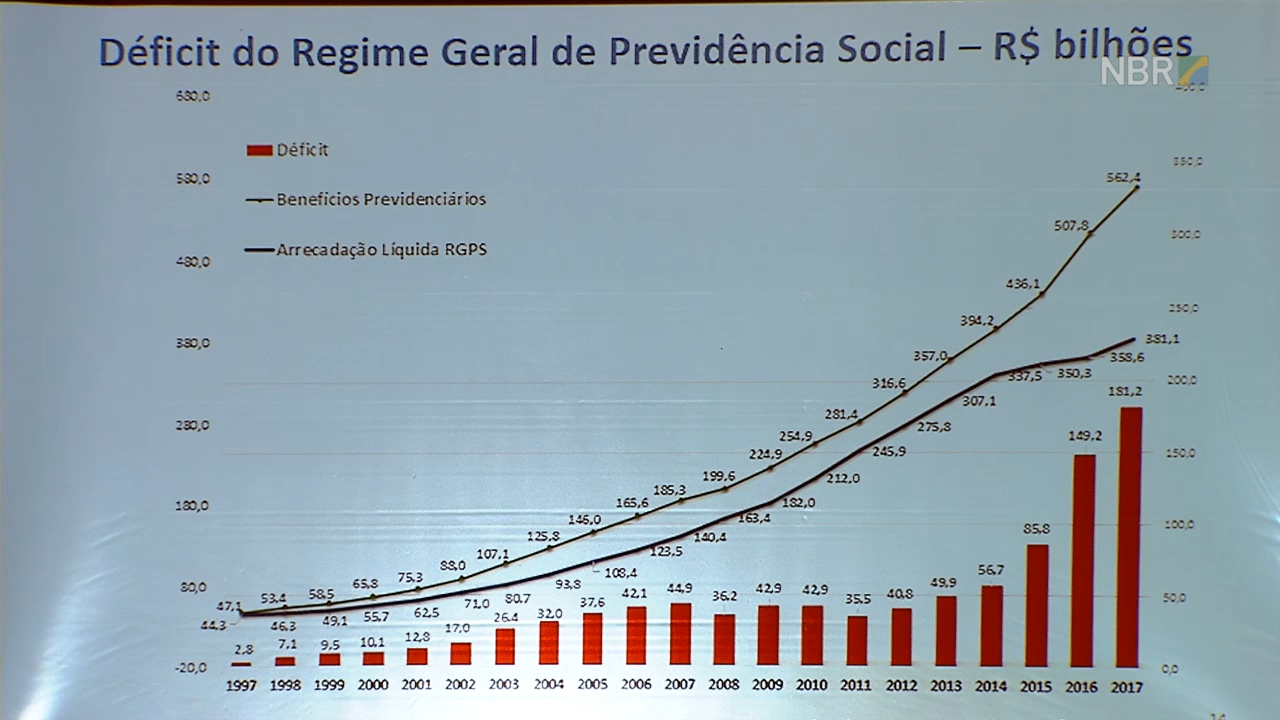 Déficit do Regime Geral de Previdência Social – R$ bilhões
NBR
680,0
580,0
480,0
380,0
280,0
180,0
80,0
-20,0
Déficit
Benefícios Previdenciários
Arrecadação Líquida RGPS
350,0
300,0
250,0
200,0
150,0
100,0
50,0
0,0
47,1 53,4 58,5 65,8 75,3 88,0 107,1 125,8 146,0 165,6 185,3 199,6 224,9 254,9 281,4 316,6 357,0 394,2 436,1 507,8 562,4
44,3 46,3 49,1 55,7 62,5 71,0 80,7 93,8 108,4 123,5 140,4 163,4 182,0 212,0 245,9 275,8 307,1 337,5 350,3 358,6 381,1
2,8 7,1 9,5 10,1 12,8 17,0 26,4 32,0 37,6 42,1 44,9 36,2 42,9 42,9 35,5 40,8 49,9 56,7 85,8 149,2 181,2
1997 1998 1999 2000 2001 2002 2003 2004 2005 2006 2007 2008 2009 2010 2011 2012 2013 2014 2015 2016 2017